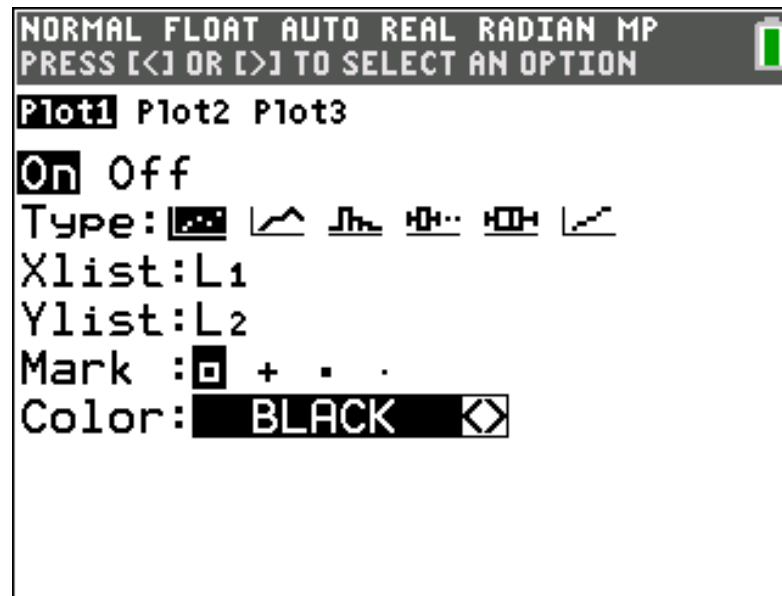 NORMAL FLOAT AUTO REAL RADIAN MP
PRESS [<] OR [>] TO SELECT AN OPTION
Plot1 Plot2 Plot3
On Off
Type:
Xlist:L₁
Ylist:L₂
Mark :
Color: BLACK <>